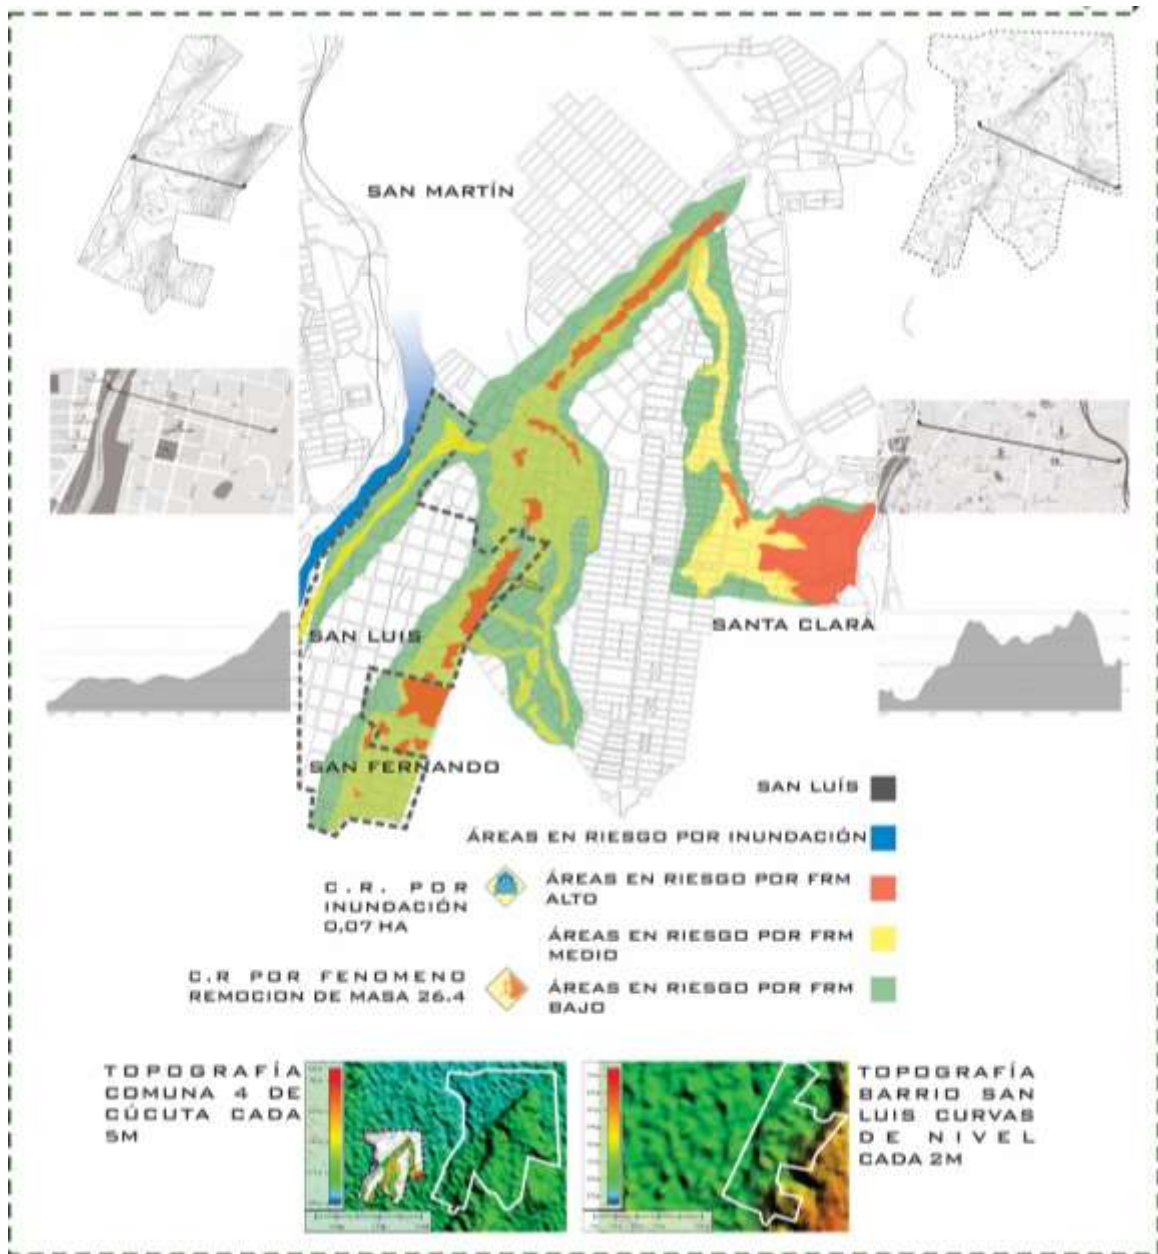 SAN MARTÍN
SAN LUIS
SANTA CLARA
SAN FERNANDO
SAN LUÍS
ÁREAS EN RIESGO POR INUNDACIÓN
C.R. POR
INUNDACIÓN
0,07 HA
ÁREAS EN RIESGO POR FRM
ALTO
ÁREAS EN RIESGO POR FRM
MEDIO
C.R POR FENOMENO
REMOCION DE MASA 26.4
ÁREAS EN RIESGO POR FRM
BAJO
TOPOGRAFÍA
COMUNA 4 DE
CÚCUTA CADA
5M
TOPOGRAFÍA
BARRIO SAN
LUIS CURVAS
DE NIVEL
CADA 2M